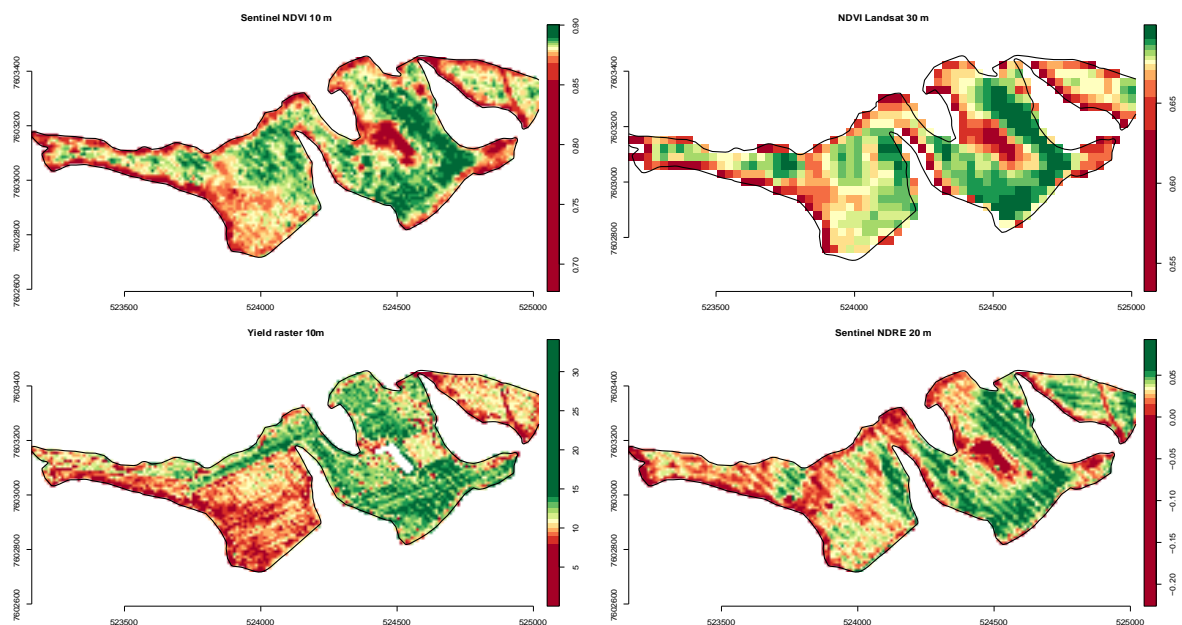 Sentinel NDVI 10 m
NDVI Landsat 30 m
7602600 7602800 7603000 7603200 7603400
523500 524000 524500 525000
0.70 0.75 0.80 0.85 0.90
7602800 7603000 7603200 7603400
523500 524000 524500 525000
0.55 0.60 0.65
Yield raster 10m
Sentinel NDRE 20 m
7602600 7602800 7603000 7603200 7603400
523500 524000 524500 525000
5 10 15 20 25 30
7602600 7602800 7603000 7603200 7603400
523500 524000 524500 525000
−0.20 −0.15 −0.10 −0.05 0.00 0.05